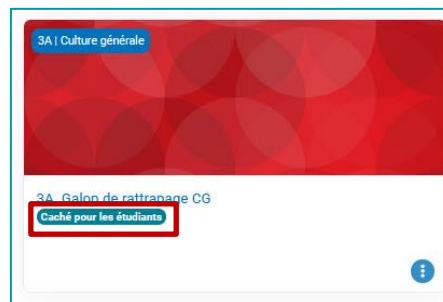 3A | Culture générale
3A_Galop de rattrapage CG
Caché pour les étudiants